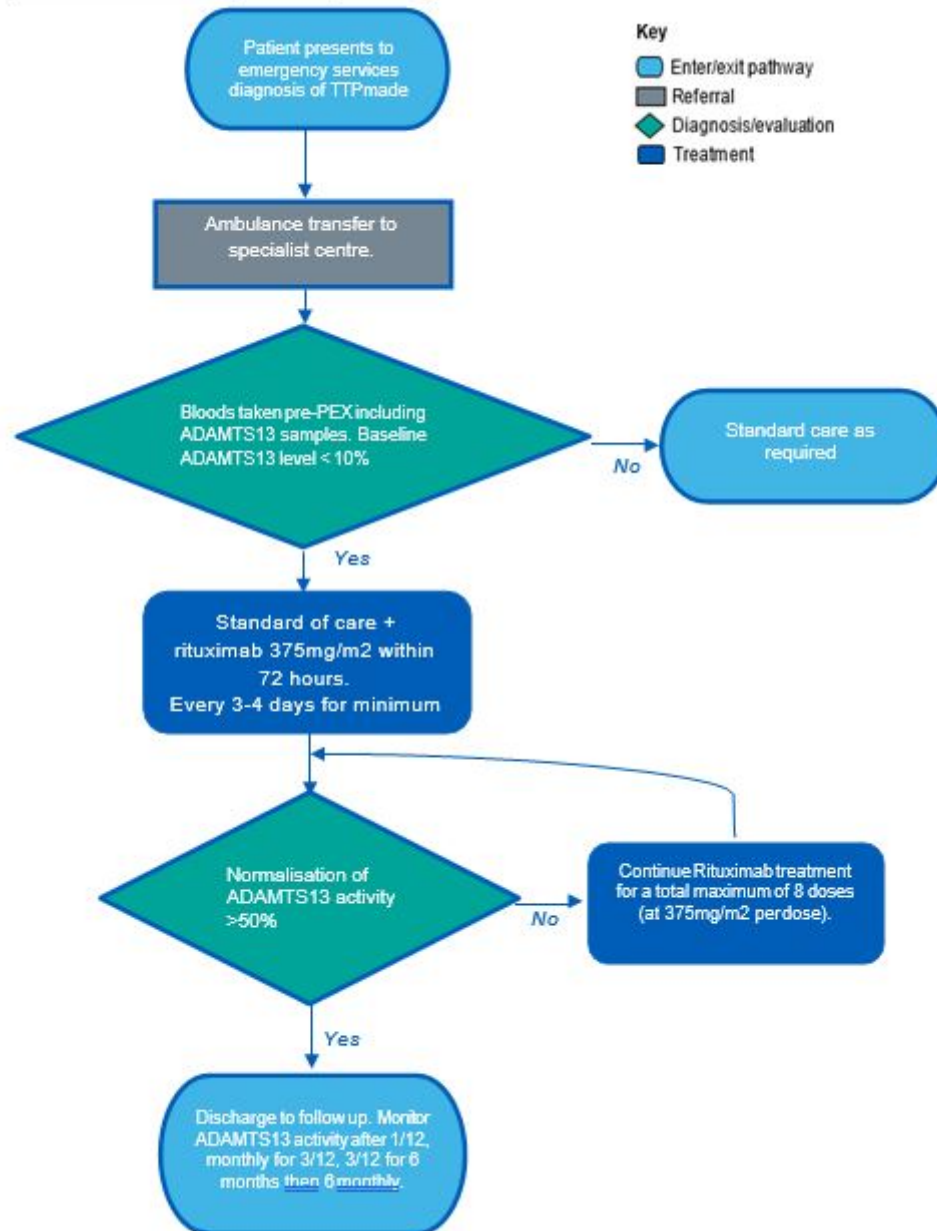 Patient presents to
emergency services
diagnosis of TTPmade
Key
Enter/exit pathway
Referral
Diagnosis/evaluation
Treatment
Ambulance transfer to
specialist centre.
Bloods taken pre-PEX including
ADAMTS13 samples. Baseline
ADAMTS13 level < 10%
No
Standard care as
required
Yes
Standard of care +
rituximab 375mg/m2 within
72 hours.
Every 3-4 days for minimum
Normalisation of
ADAMTS13 activity
>50%
No
Continue Rituximab treatment
for a total maximum of 8 doses
(at 375mg/m2 perdose).
Yes
Discharge to follow up. Monitor
ADAMTS13 activity after 1/12,
monthly for 3/12, 3/12 for 6
months then 6 monthly.